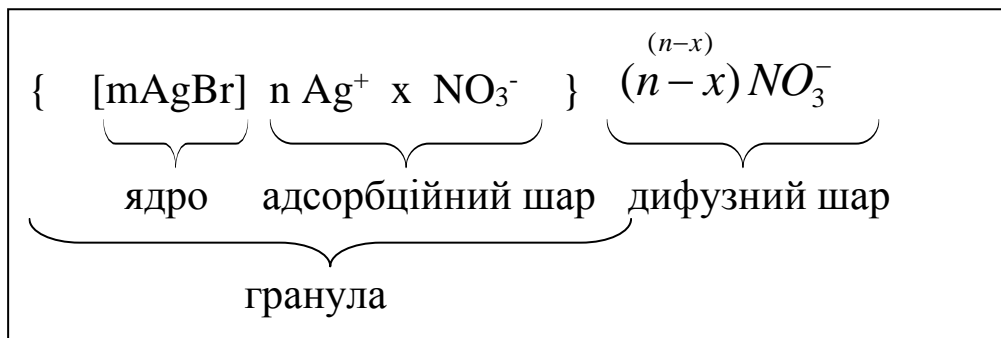 (n−x)
{ [mAgBr] n Ag⁺ x NO₃⁻ } (n − x) NO₃⁻
ядро адсорбційний шар дифузний шар
гранула